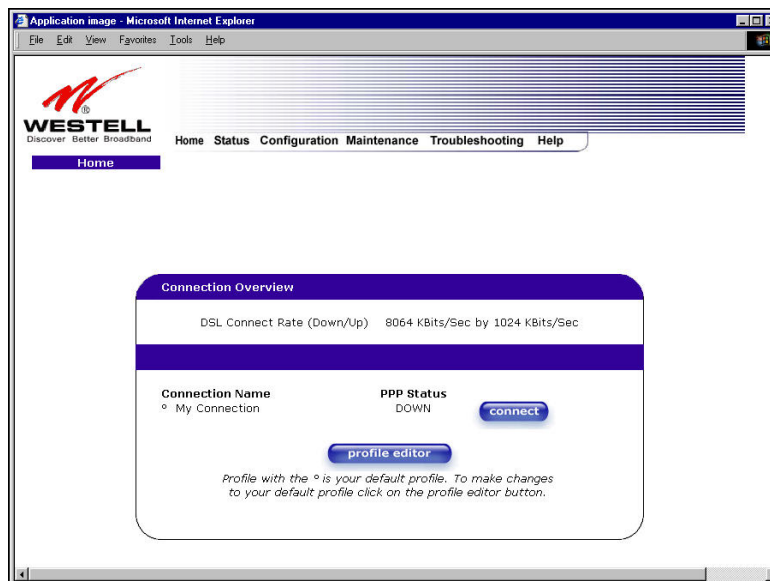 Application image - Microsoft Internet Explorer
File Edit View Favorites Tools Help
®
WESTELL
Discover Better Broadband
Home Status Configuration Maintenance Troubleshooting Help
Home
Connection Overview
DSL Connect Rate (Down/Up) 8064 KBits/Sec by 1024 KBits/Sec
Connection Name PPP Status
º My Connection DOWN connect
profile editor
Profile with the º is your default profile. To make changes
to your default profile click on the profile editor button.